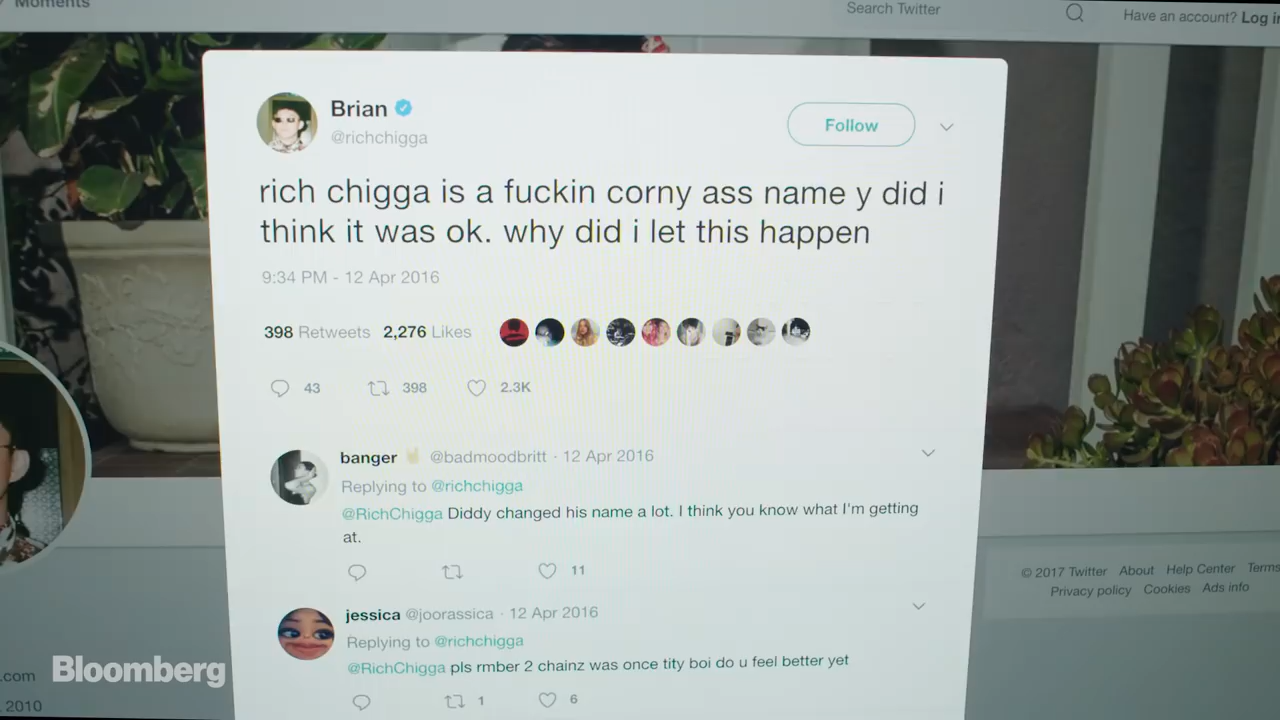 Moments
Search Twitter
Have an account? Log in
Brian
@richchigga
Follow
rich chigga is a fuckin corny ass name y did i
think it was ok. why did i let this happen
9:34 PM - 12 Apr 2016
398 Retweets 2,276 Likes
43 398 2.3K
banger @badmoodbritt · 12 Apr 2016
Replying to @richchigga
@RichChigga Diddy changed his name a lot. I think you know what I'm getting
at.
11
jessica @joorassica · 12 Apr 2016
Replying to @richchigga
@RichChigga pls rmber 2 chainz was once tity boi do u feel better yet
1 6
© 2017 Twitter About Help Center Terms
Privacy policy Cookies Ads info
.com
2010
Bloomberg